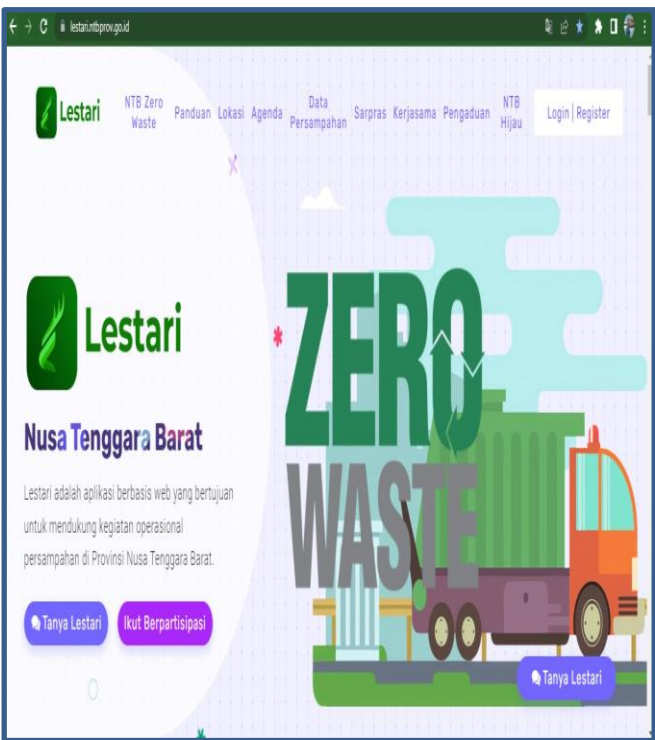 lestari.ntbprov.go.id
Lestari
NTB Zero
Waste
Panduan
Lokasi
Agenda
Data
Persampahan
Sarpras
Kerjasama
Pengaduan
NTB
Hijau
Login | Register
Lestari
Nusa Tenggara Barat
Lestari adalah aplikasi berbasis web yang bertujuan
untuk mendukung kegiatan operasional
persampahan di Provinsi Nusa Tenggara Barat.
Tanya Lestari
Ikut Berpartisipasi
ZERO
WASTE
Tanya Lestari